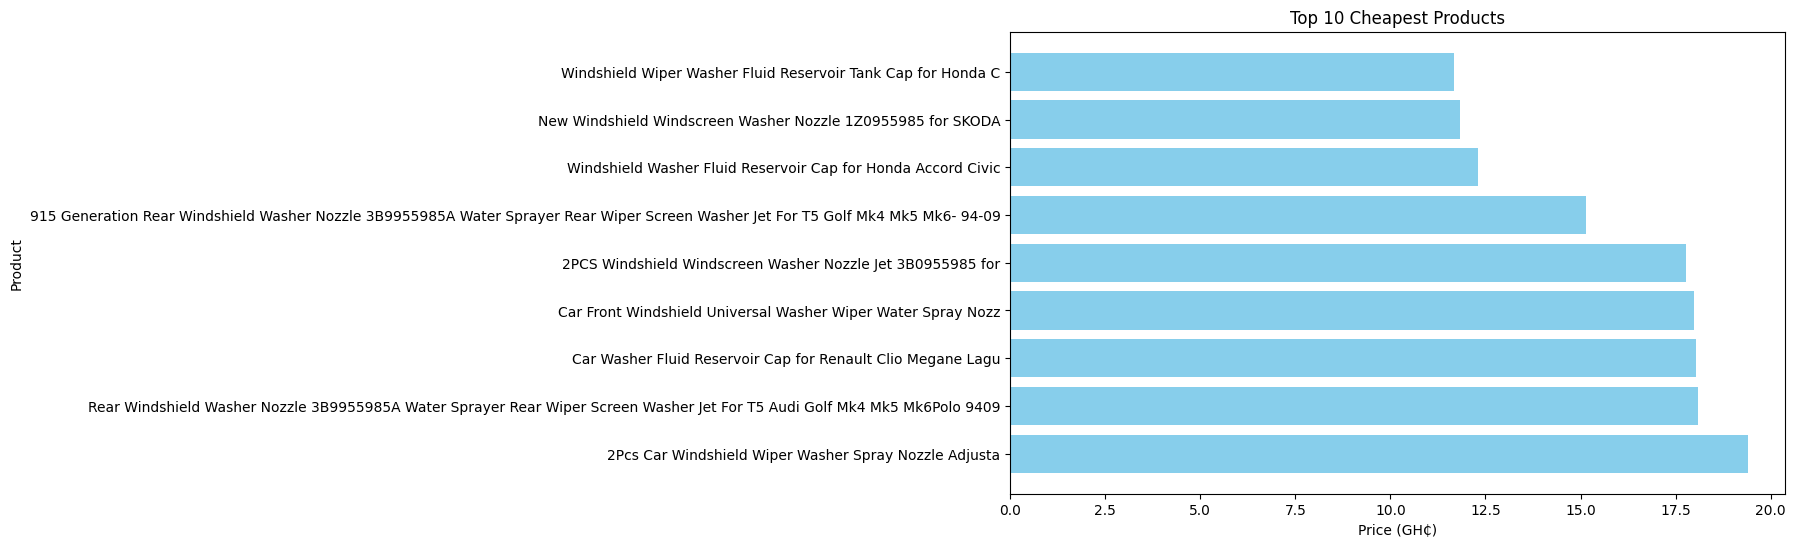 Top 10 Cheapest Products
Product
Windshield Wiper Washer Fluid Reservoir Tank Cap for Honda C
New Windshield Windscreen Washer Nozzle 1Z0955985 for SKODA
Windshield Washer Fluid Reservoir Cap for Honda Accord Civic
915 Generation Rear Windshield Washer Nozzle 3B9955985A Water Sprayer Rear Wiper Screen Washer Jet For T5 Golf Mk4 Mk5 Mk6- 94-09
2PCS Windshield Windscreen Washer Nozzle Jet 3B0955985 for
Car Front Windshield Universal Washer Wiper Water Spray Nozz
Car Washer Fluid Reservoir Cap for Renault Clio Megane Lagu
Rear Windshield Washer Nozzle 3B9955985A Water Sprayer Rear Wiper Screen Washer Jet For T5 Audi Golf Mk4 Mk5 Mk6Polo 9409
2Pcs Car Windshield Wiper Washer Spray Nozzle Adjusta
0.0 2.5 5.0 7.5 10.0 12.5 15.0 17.5 20.0
Price (GH₵)